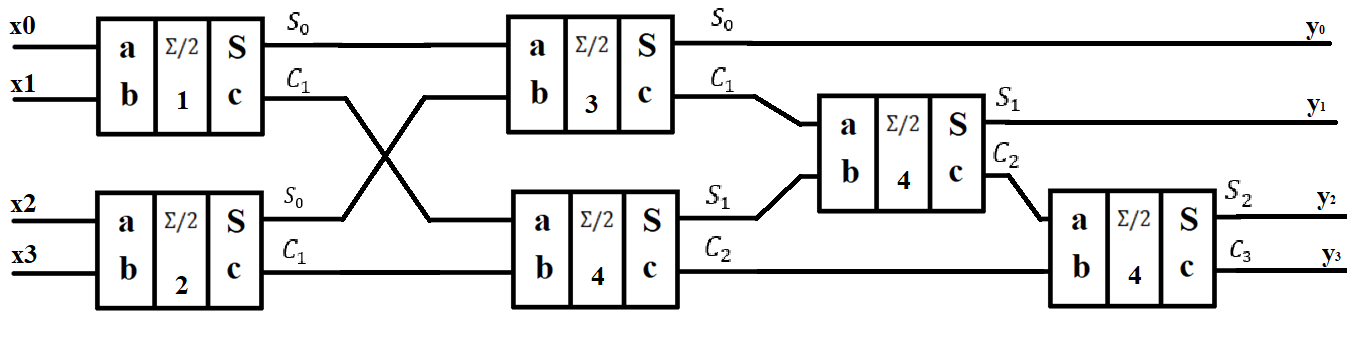 x0 a Σ/2 S S₀ a Σ/2 S S₀ y₀
x1 b 1 c C₁ b 3 c C₁
a Σ/2 S S₁ y₁
b 4 c C₂
x2 a Σ/2 S S₀ a Σ/2 S S₁
x3 b 2 c C₁ b 4 c C₂
a Σ/2 S S₂ y₂
b 4 c C₃ y₃